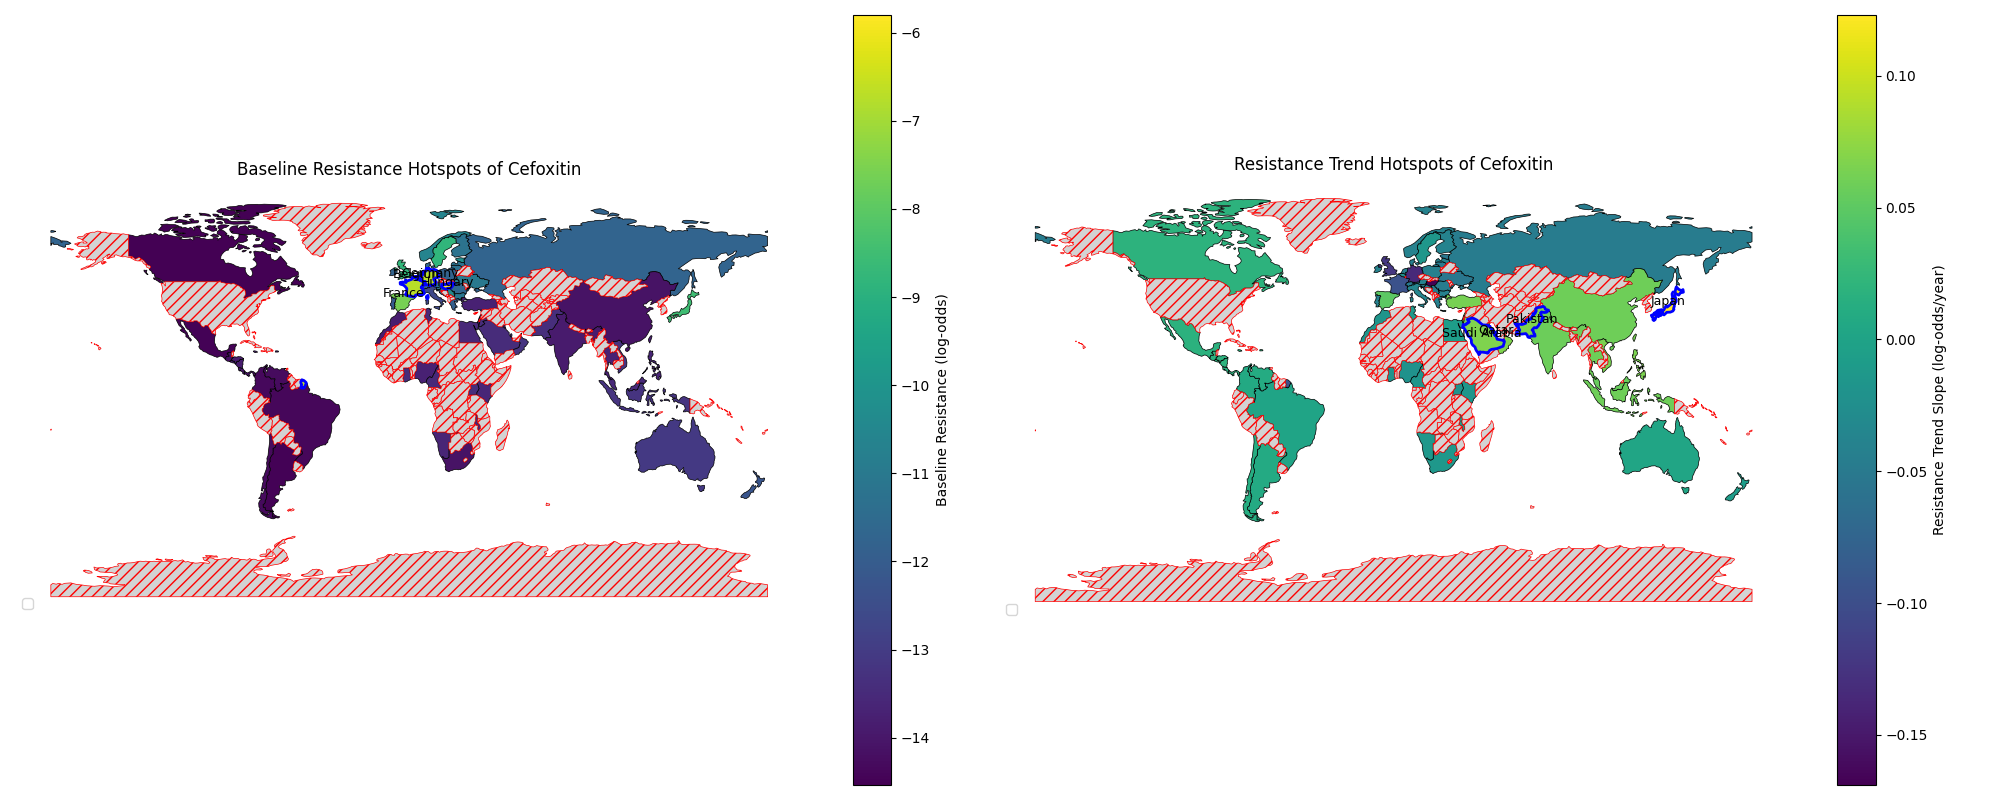 Baseline Resistance Hotspots of Cefoxitin
Germany
Hungary
France
−6
−7
−8
−9
−10
−11
−12
−13
−14
Baseline Resistance (log-odds)
Resistance Trend Hotspots of Cefoxitin
Japan
Pakistan
Qatar
Saudi Arabia
0.10
0.05
0.00
−0.05
−0.10
−0.15
Resistance Trend Slope (log-odds/year)